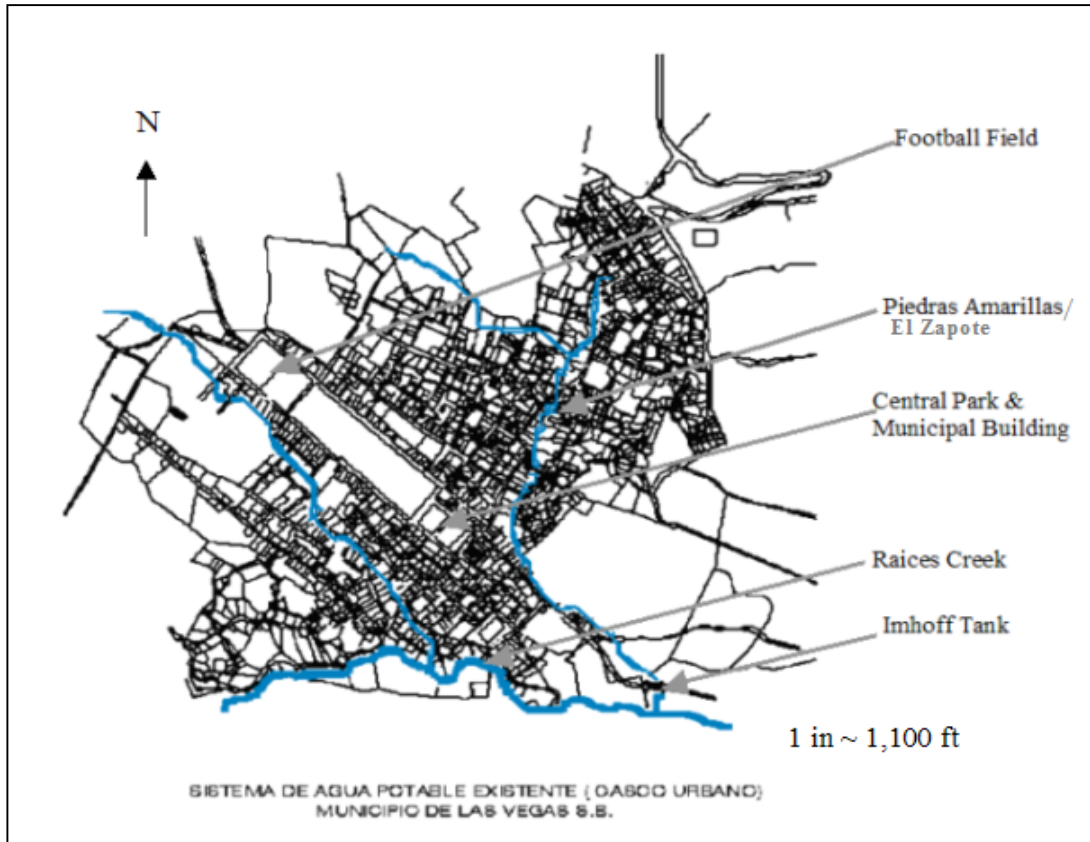 N
Football Field
Piedras Amarillas/
El Zapote
Central Park &
Municipal Building
Raices Creek
Imhoff Tank
1 in ~ 1,100 ft
SISTEMA DE AGUA POTABLE EXISTENTE ( CASCO URBANO)
MUNICIPIO DE LAS VEGAS S.B.